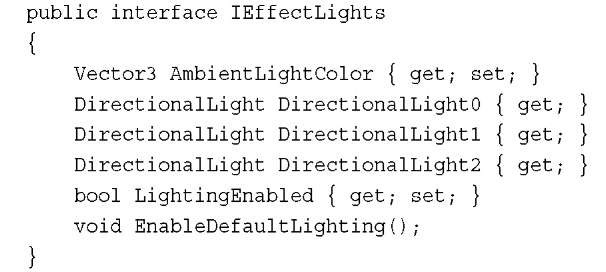 public interface IEffectLights
{
    Vector3 AmbientLightColor { get; set; }
    DirectionalLight DirectionalLight0 { get; }
    DirectionalLight DirectionalLight1 { get; }
    DirectionalLight DirectionalLight2 { get; }
    bool LightingEnabled { get; set; }
    void EnableDefaultLighting();
}